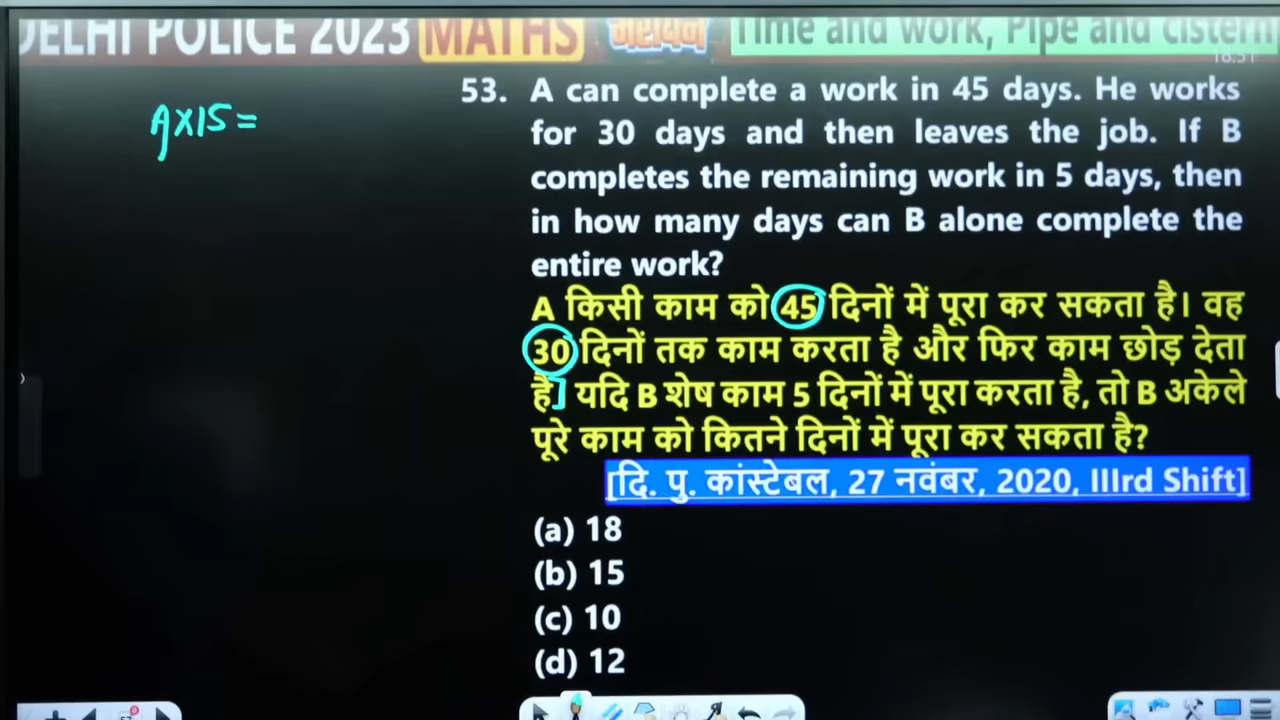 DELHI POLICE 2023 MATHS Time and work, Pipe and cistern
18:51
A×15=
53. A can complete a work in 45 days. He works
for 30 days and then leaves the job. If B
completes the remaining work in 5 days, then
in how many days can B alone complete the
entire work?
A किसी काम को 45 दिनों में पूरा कर सकता है। वह
30 दिनों तक काम करता है और फिर काम छोड़ देता
है। यदि B शेष काम 5 दिनों में पूरा करता है, तो B अकेले
पूरे काम को कितने दिनों में पूरा कर सकता है?
[दि. पु. कांस्टेबल, 27 नवंबर, 2020, IIIrd Shift]
(a) 18
(b) 15
(c) 10
(d) 12